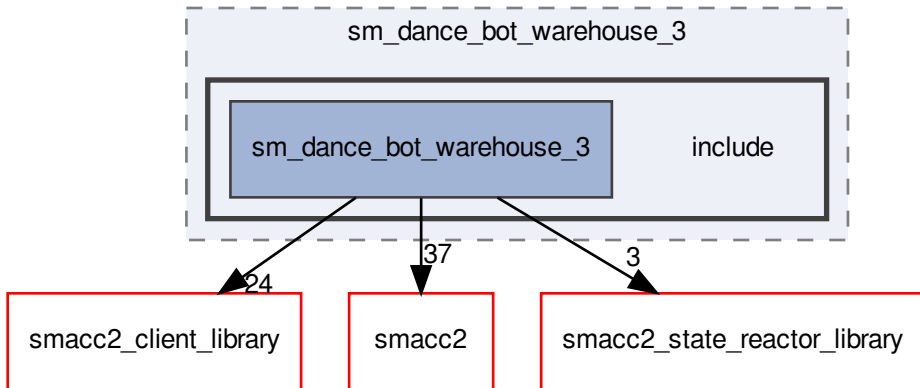 sm_dance_bot_warehouse_3
sm_dance_bot_warehouse_3
include
24
37
3
smacc2_client_library
smacc2
smacc2_state_reactor_library